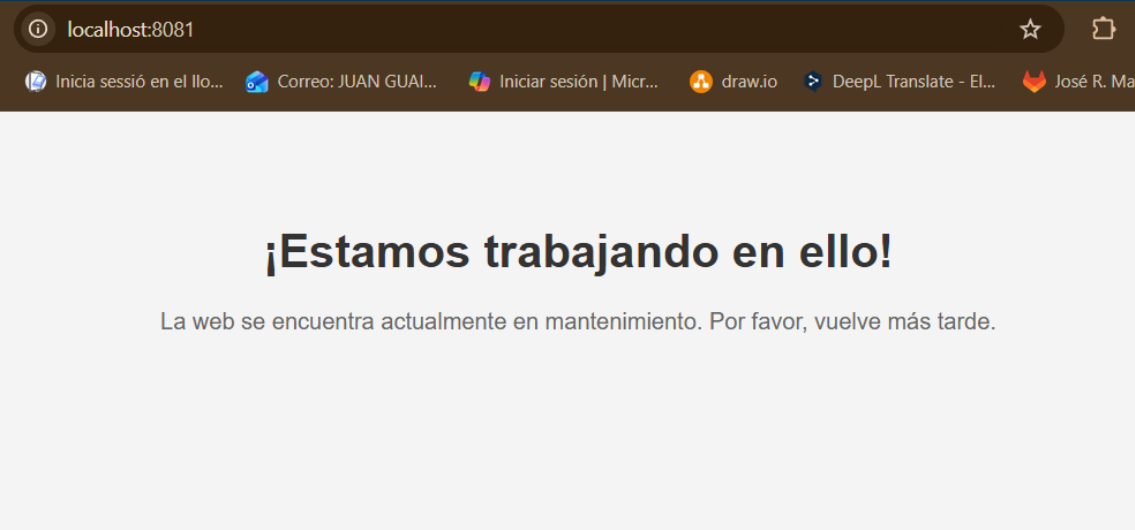 localhost:8081
Inicia sessió en el llo... Correo: JUAN GUAI... Iniciar sesión | Micr... draw.io DeepL Translate - El... José R. Ma
¡Estamos trabajando en ello!
La web se encuentra actualmente en mantenimiento. Por favor, vuelve más tarde.